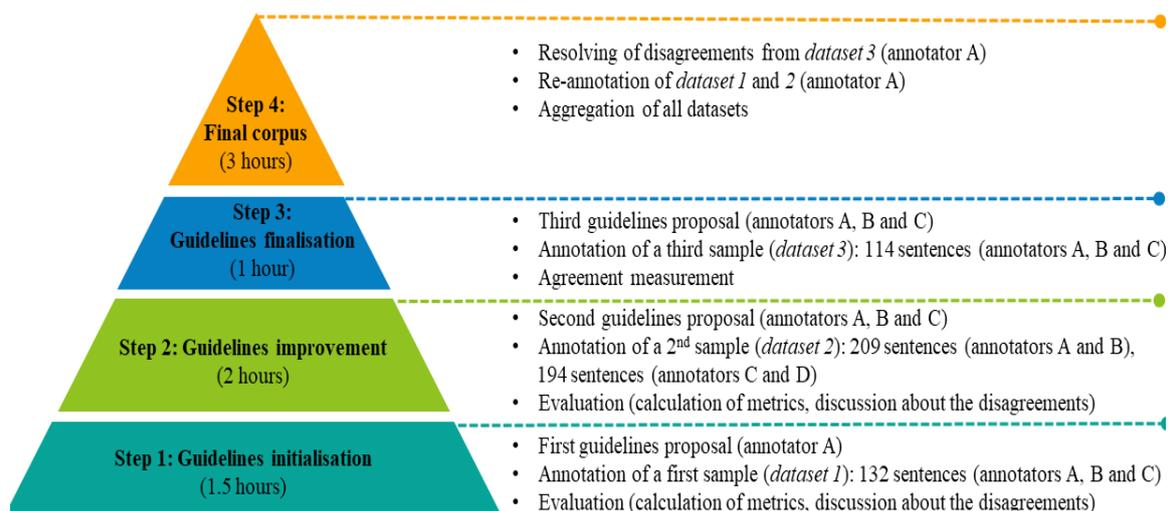 • Resolving of disagreements from dataset 3 (annotator A)
• Re-annotation of dataset 1 and 2 (annotator A)
• Aggregation of all datasets
Step 4:
Final corpus
(3 hours)
Step 3:
Guidelines finalisation
(1 hour)
• Third guidelines proposal (annotators A, B and C)
• Annotation of a third sample (dataset 3): 114 sentences (annotators A, B and C)
• Agreement measurement
Step 2: Guidelines improvement
(2 hours)
• Second guidelines proposal (annotators A, B and C)
• Annotation of a 2nd sample (dataset 2): 209 sentences (annotators A and B),
194 sentences (annotators C and D)
• Evaluation (calculation of metrics, discussion about the disagreements)
Step 1: Guidelines initialisation
(1.5 hours)
• First guidelines proposal (annotator A)
• Annotation of a first sample (dataset 1): 132 sentences (annotators A, B and C)
• Evaluation (calculation of metrics, discussion about the disagreements)